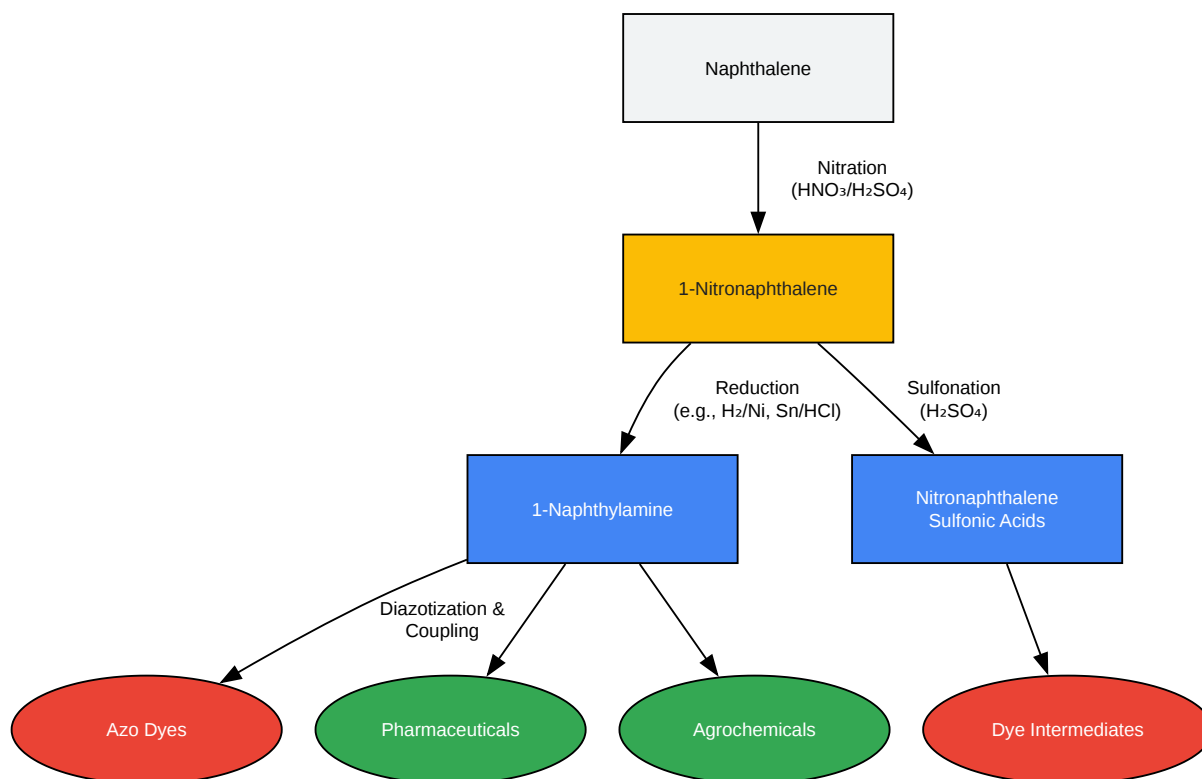 Naphthalene
Nitration
(HNO₃/H₂SO₄)
1-Nitronaphthalene
Reduction
(e.g., H₂/Ni, Sn/HCl)
Sulfonation
(H₂SO₄)
1-Naphthylamine
Nitronaphthalene
Sulfonic Acids
Diazotization &
Coupling
Azo Dyes
Pharmaceuticals
Agrochemicals
Dye Intermediates